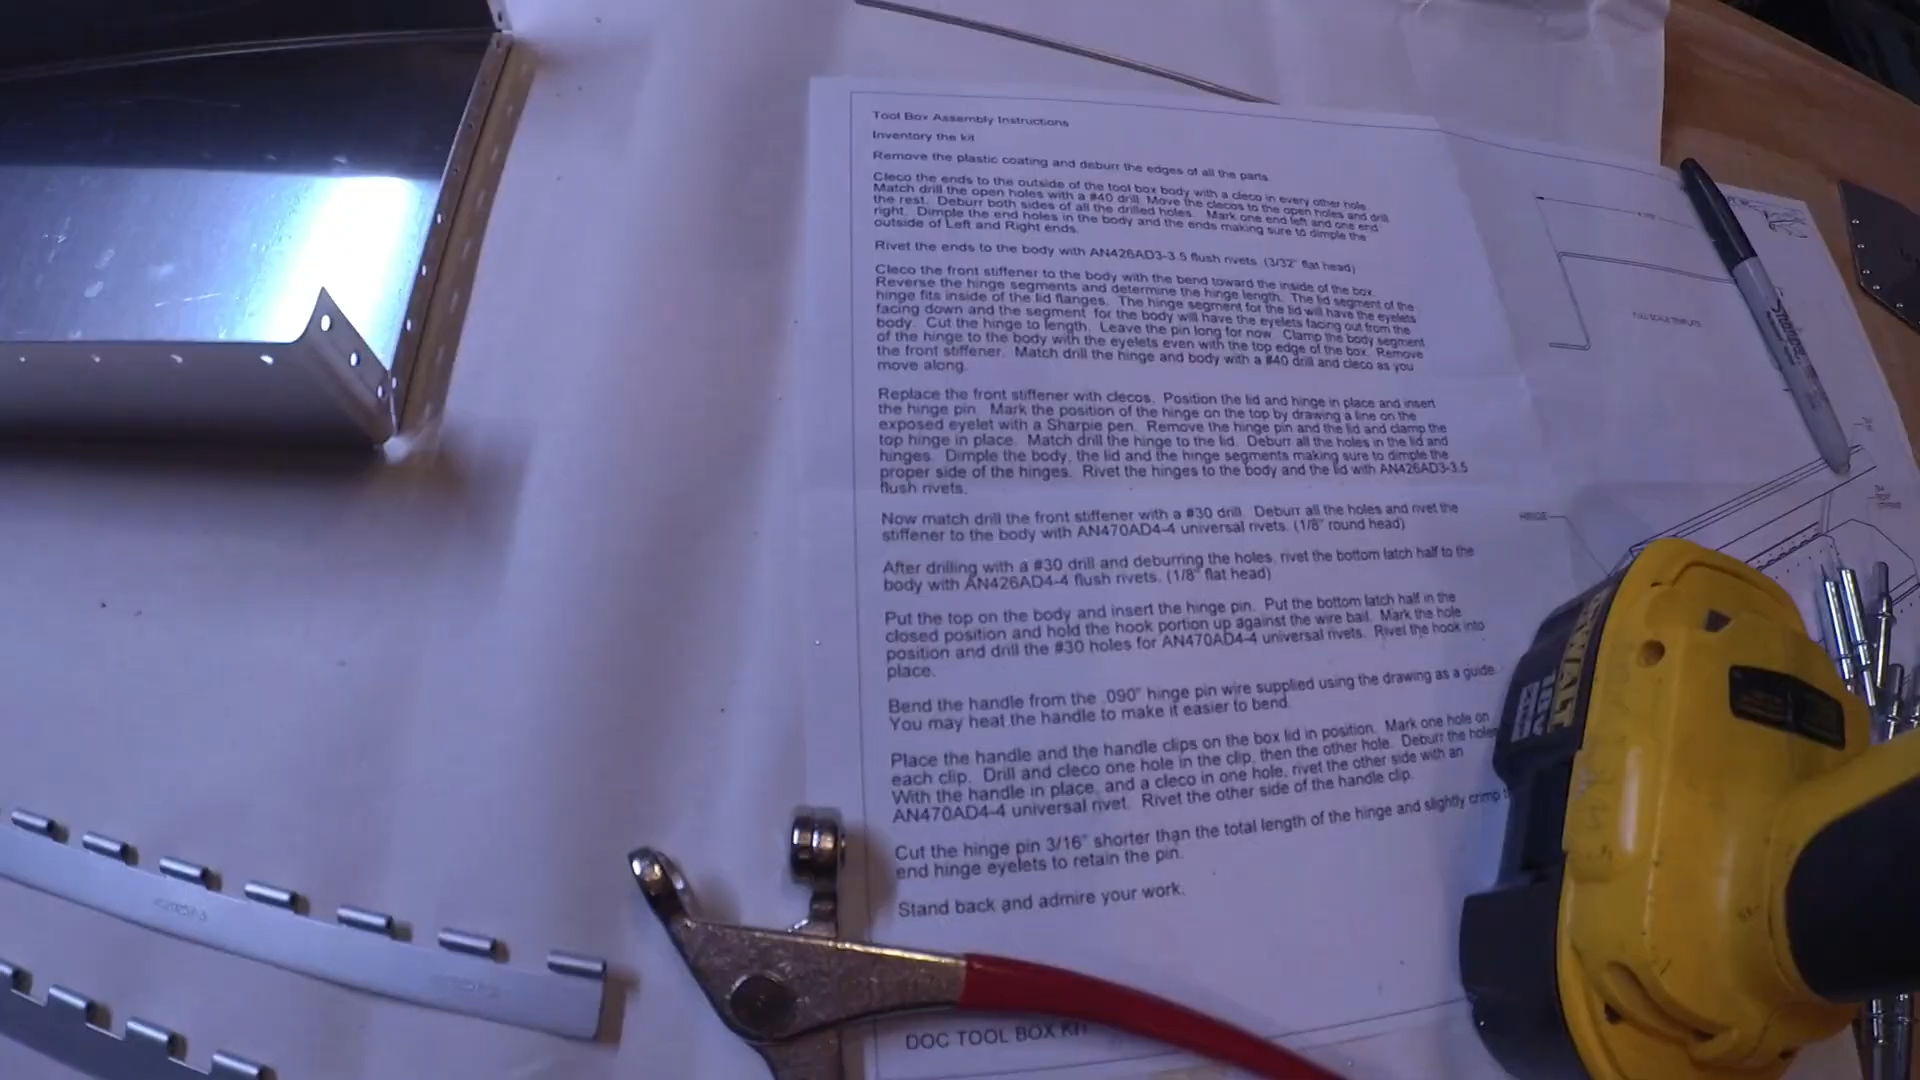 Tool Box Assembly Instructions
Inventory the kit
Remove the plastic coating and deburr the edges of all the parts.
Cleco the ends to the outside of the tool box body with a cleco in every other hole.
Match drill the open holes with a #40 drill. Move the clecos to the open holes and drill
the rest. Deburr both sides of all the drilled holes. Mark one end left and one end
right. Dimple the end holes in the body and the ends making sure to dimple the
outside of Left and Right ends.
Rivet the ends to the body with AN426AD3-3.5 flush rivets. (3/32" flat head)
Cleco the front stiffener to the body with the bend toward the inside of the box.
Reverse the hinge segments and determine the hinge length. The lid segment of the
hinge fits inside of the lid flanges. The hinge segment for the lid will have the eyelets
facing down and the segment for the body will have the eyelets facing out from the
body. Cut the hinge to length. Leave the pin long for now. Clamp the body segment
of the hinge to the body with the eyelets even with the top edge of the box. Remove
the front stiffener. Match drill the hinge and body with a #40 drill and cleco as you
move along.
Replace the front stiffener with clecos. Position the lid and hinge in place and insert
the hinge pin. Mark the position of the hinge on the top by drawing a line on the
exposed eyelet with a Sharpie pen. Remove the hinge pin and the lid and clamp the
top hinge in place. Match drill the hinge to the lid. Deburr all the holes in the lid and
hinges. Dimple the body, the lid and the hinge segments making sure to dimple the
proper side of the hinges. Rivet the hinges to the body and the lid with AN426AD3-3.5
flush rivets.
Now match drill the front stiffener with a #30 drill. Deburr all the holes and rivet the
stiffener to the body with AN470AD4-4 universal rivets. (1/8" round head)
After drilling with a #30 drill and deburring the holes, rivet the bottom latch half to the
body with AN426AD4-4 flush rivets. (1/8" flat head)
Put the top on the body and insert the hinge pin. Put the bottom latch half in the
closed position and hold the hook portion up against the wire bail. Mark the hole
position and drill the #30 holes for AN470AD4-4 universal rivets. Rivet the hook into
place.
Bend the handle from the .090" hinge pin wire supplied using the drawing as a guide.
You may heat the handle to make it easier to bend.
Place the handle and the handle clips on the box lid in position. Mark one hole on
each clip. Drill and cleco one hole in the clip, then the other hole. Deburr the holes
With the handle in place, and a cleco in one hole, rivet the other side with an
AN470AD4-4 universal rivet. Rivet the other side of the handle clip.
Cut the hinge pin 3/16" shorter than the total length of the hinge and slightly crimp
end hinge eyelets to retain the pin.
Stand back and admire your work.
DOC TOOL BOX KIT
FULL SCALE TEMPLATE
HINGE
Sharpie
DEWALT
18V